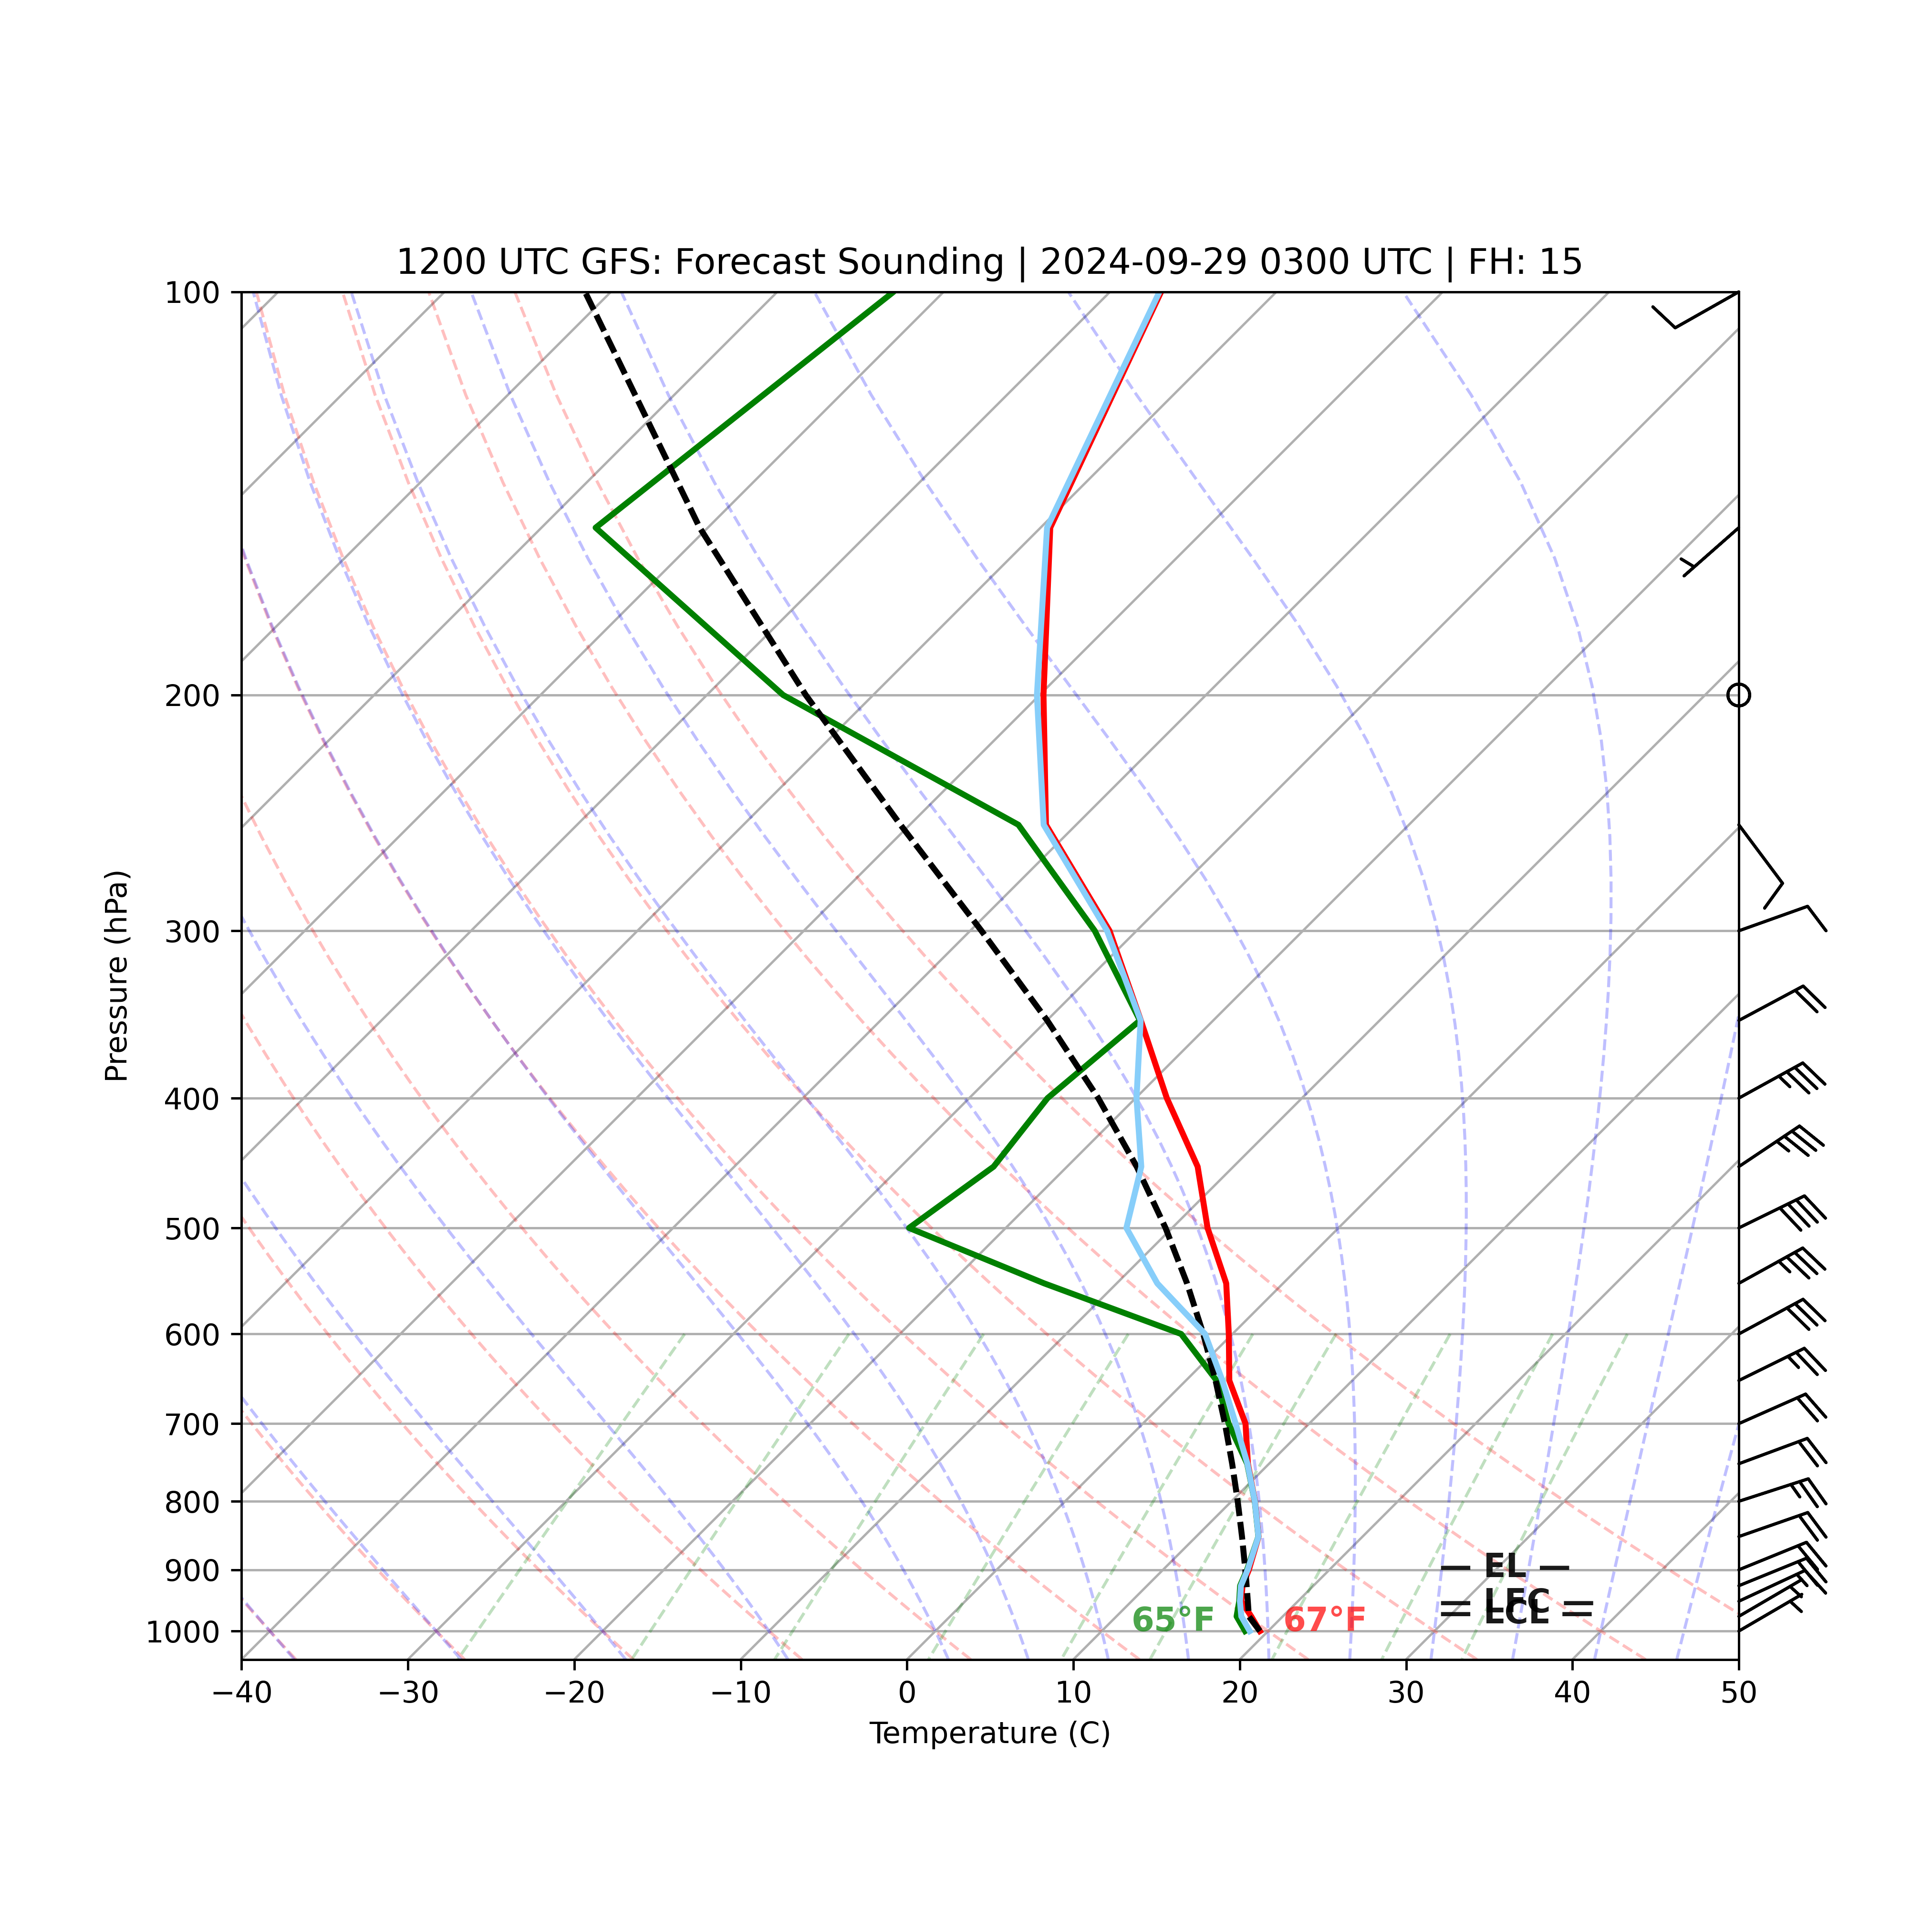 1200 UTC GFS: Forecast Sounding | 2024-09-29 0300 UTC | FH: 15
100
200
300
400
500
600
700
800
900
1000
Pressure (hPa)
— EL —
— LFC —
— LCL —
65°F
67°F
−40
−30
−20
−10
0
10
20
30
40
50
Temperature (C)